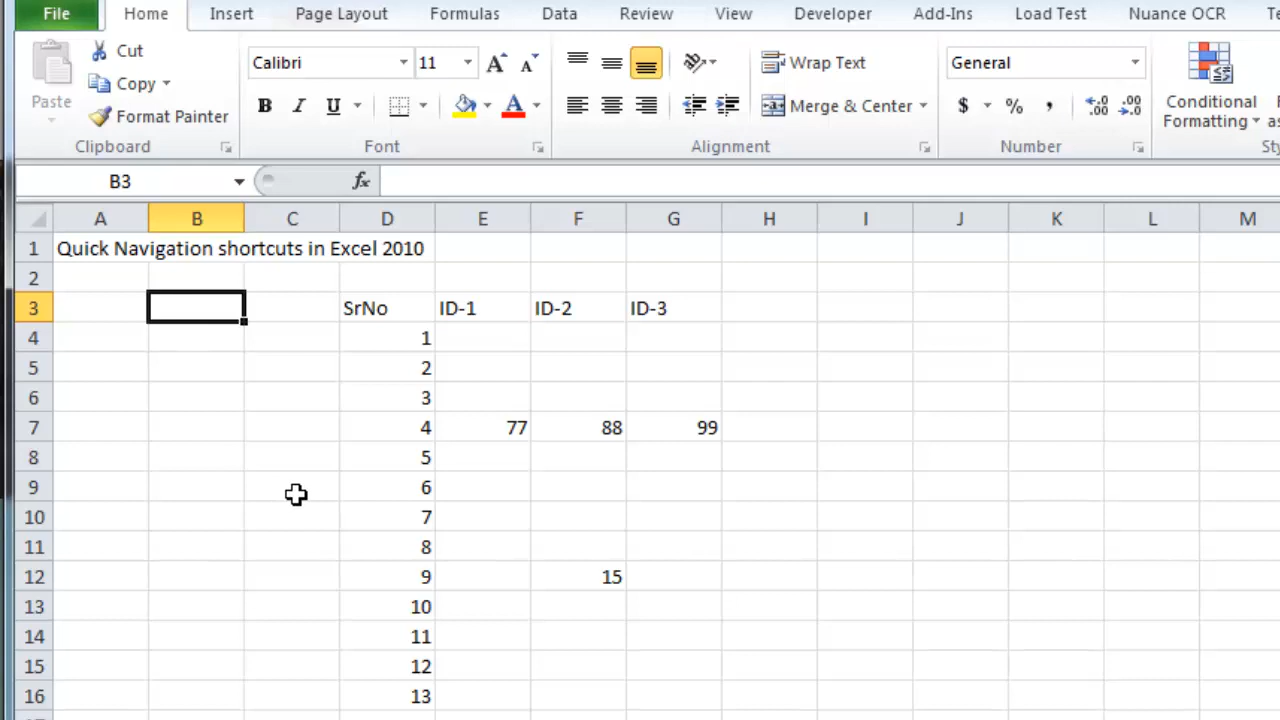 File Home Insert Page Layout Formulas Data Review View Developer Add-Ins Load Test Nuance OCR
Paste Cut Copy Format Painter
Calibri 11
B I U A
Wrap Text
Merge & Center
General
$ % , .00 .00
Conditional Formatting
Clipboard Font Alignment Number
B3 fx
A B C D E F G H I J K L M
1 Quick Navigation shortcuts in Excel 2010
2
3 SrNo ID-1 ID-2 ID-3
4 1
5 2
6 3
7 4 77 88 99
8 5
9 6
10 7
11 8
12 9 15
13 10
14 11
15 12
16 13